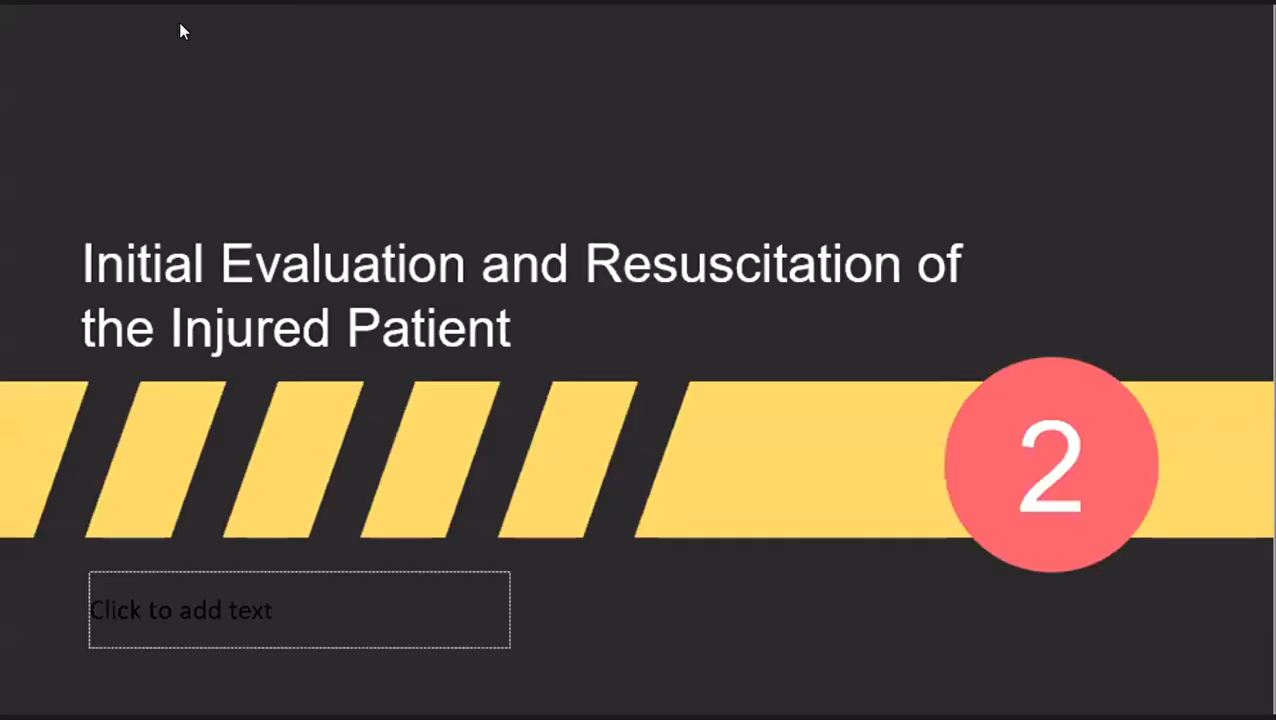 Initial Evaluation and Resuscitation of
the Injured Patient
2
Click to add text